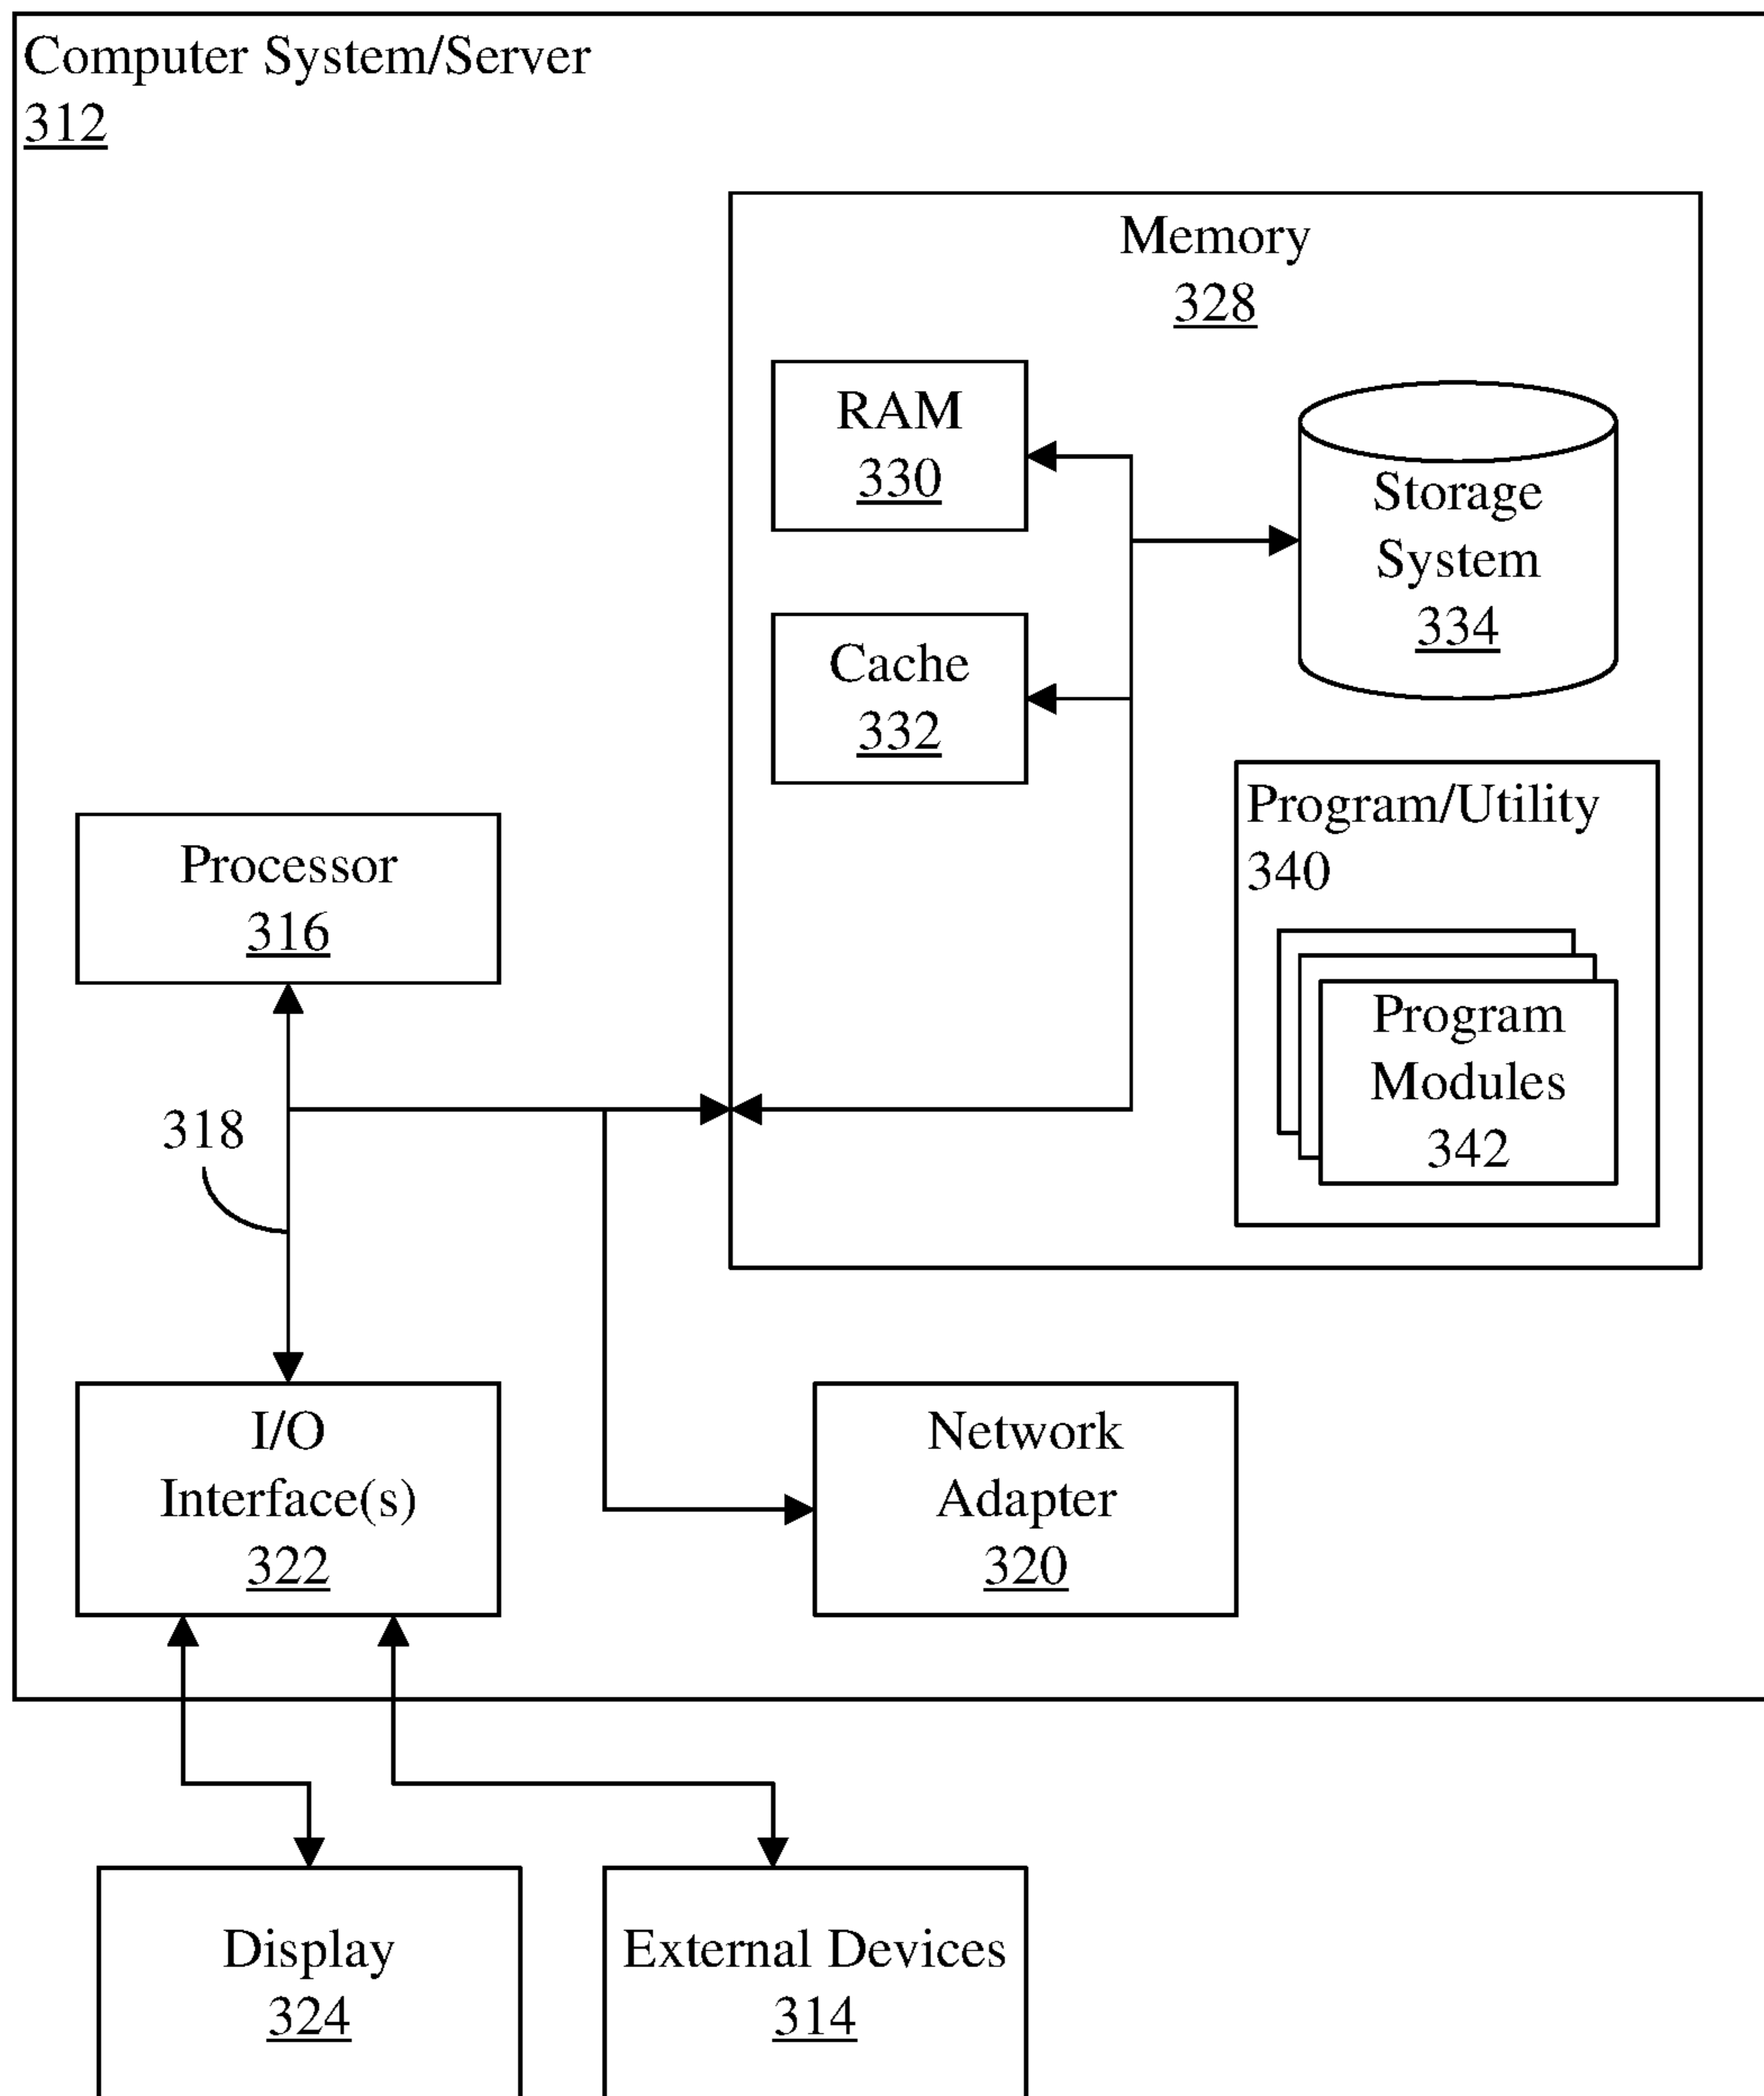 Computer System/Server
312
Memory
328
RAM
330
Storage
System
334
Cache
332
Program/Utility
340
Program
Modules
342
Processor
316
318
I/O
Interface(s)
322
Network
Adapter
320
Display
324
External Devices
314